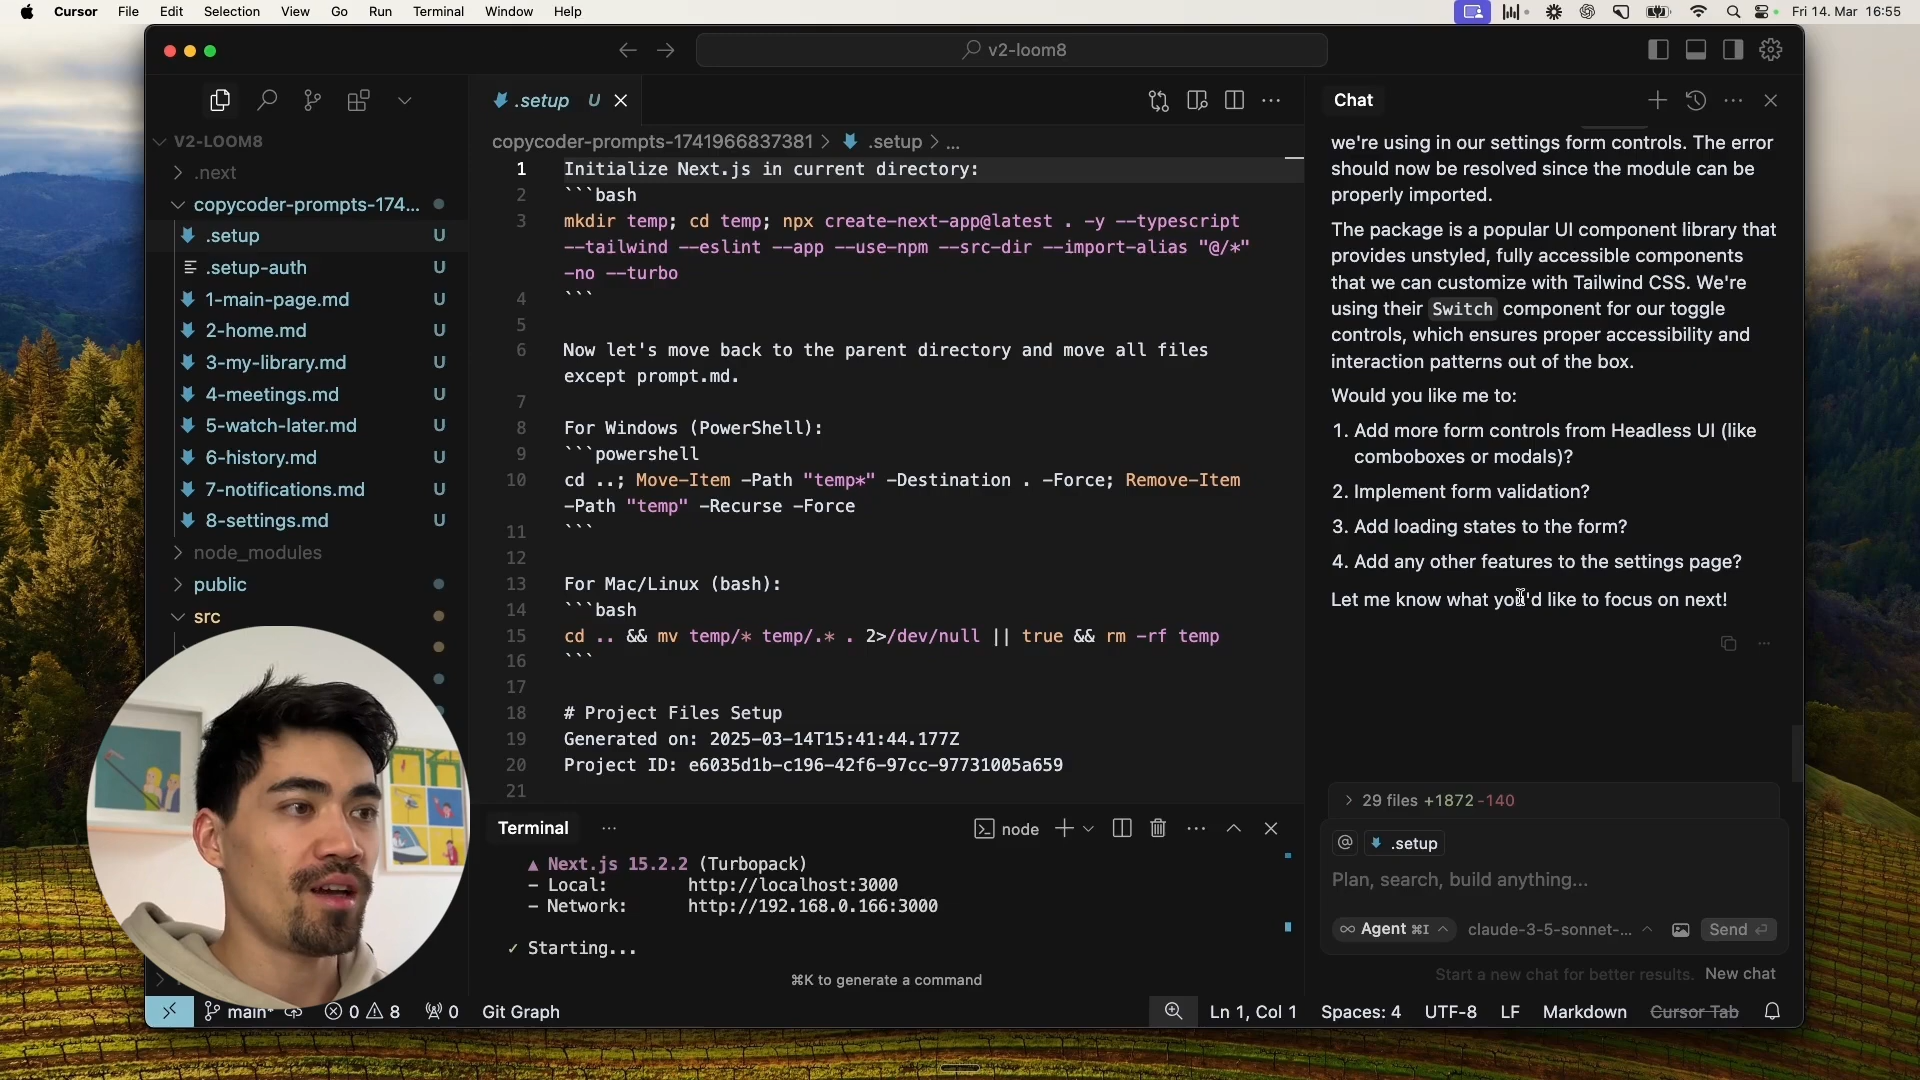 Cursor File Edit Selection View Go Run Terminal Window Help Fri 14. Mar 16:55
v2-loom8
.setup U
Chat
V2-LOOM8
.next
copycoder-prompts-174...
.setup U
.setup-auth U
1-main-page.md U
2-home.md U
3-my-library.md U
4-meetings.md U
5-watch-later.md U
6-history.md U
7-notifications.md U
8-settings.md U
node_modules
public
src
copycoder-prompts-1741966837381 > .setup > ...
1 Initialize Next.js in current directory:
2 ```bash
3 mkdir temp; cd temp; npx create-next-app@latest . -y --typescript
--tailwind --eslint --app --use-npm --src-dir --import-alias "@/*"
-no --turbo
4 ```
5
6 Now let's move back to the parent directory and move all files
except prompt.md.
7
8 For Windows (PowerShell):
9 ```powershell
10 cd ..; Move-Item -Path "temp*" -Destination . -Force; Remove-Item
-Path "temp" -Recurse -Force
11 ```
12
13 For Mac/Linux (bash):
14 ```bash
15 cd .. && mv temp/* temp/.* . 2>/dev/null || true && rm -rf temp
16 ```
17
18 # Project Files Setup
19 Generated on: 2025-03-14T15:41:44.177Z
20 Project ID: e6035d1b-c196-42f6-97cc-97731005a659
21
Terminal ... node
▲ Next.js 15.2.2 (Turbopack)
- Local: http://localhost:3000
- Network: http://192.168.0.166:3000
✓ Starting...
⌘K to generate a command
we're using in our settings form controls. The error
should now be resolved since the module can be
properly imported.
The package is a popular UI component library that
provides unstyled, fully accessible components
that we can customize with Tailwind CSS. We're
using their Switch component for our toggle
controls, which ensures proper accessibility and
interaction patterns out of the box.
Would you like me to:
1. Add more form controls from Headless UI (like
comboboxes or modals)?
2. Implement form validation?
3. Add loading states to the form?
4. Add any other features to the settings page?
Let me know what you'd like to focus on next!
> 29 files +1872 -140
@ .setup
Plan, search, build anything...
∞ Agent ⌘I claude-3-5-sonnet-... Send
Start a new chat for better results. New chat
main* 0 8 0 Git Graph Ln 1, Col 1 Spaces: 4 UTF-8 LF Markdown Cursor Tab